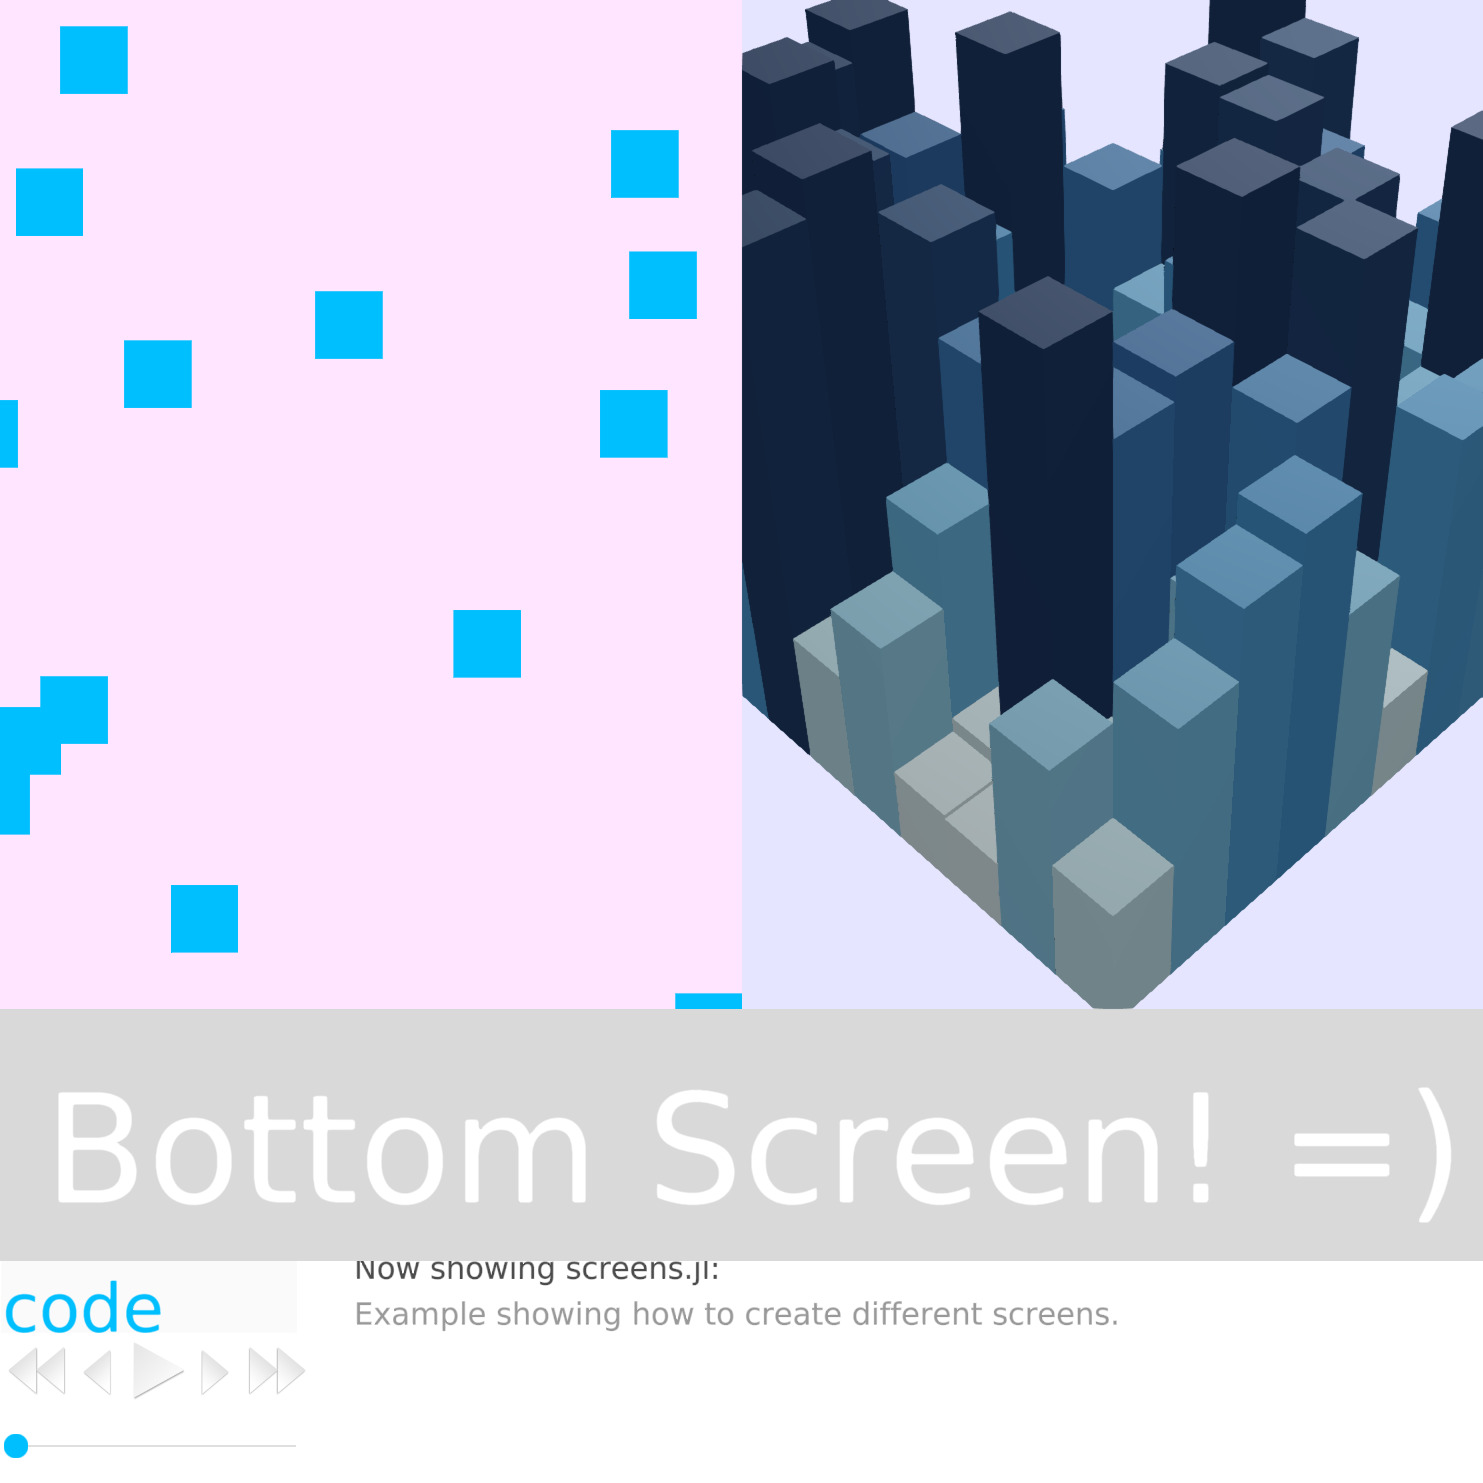 Bottom Screen! =)
Now showing screens.jl:
code
Example showing how to create different screens.